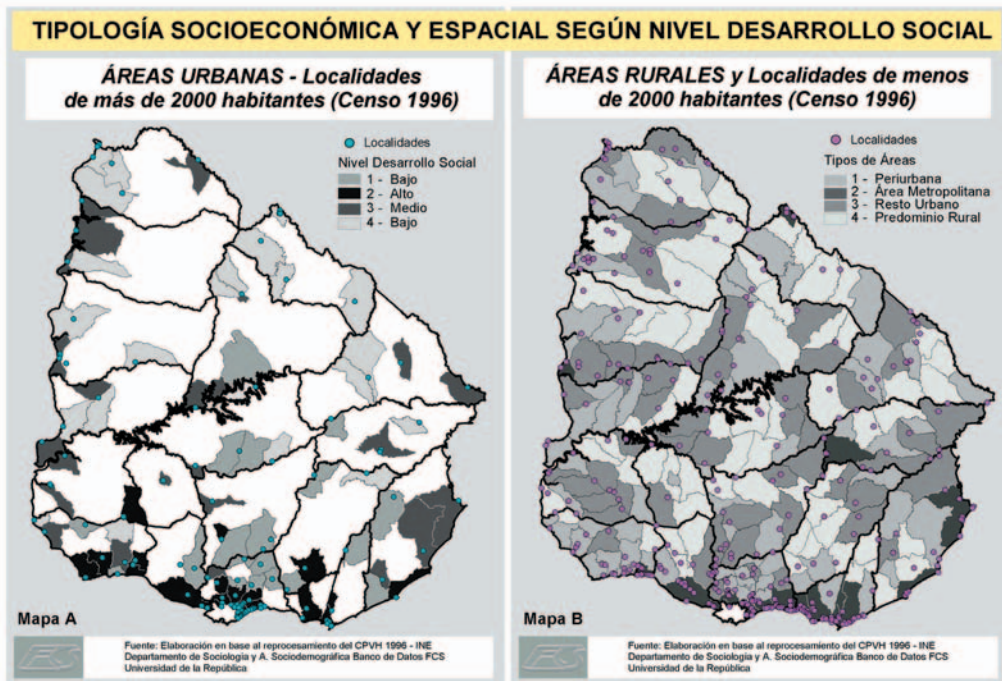 TIPOLOGÍA SOCIOECONÓMICA Y ESPACIAL SEGÚN NIVEL DESARROLLO SOCIAL
ÁREAS URBANAS - Localidades
de más de 2000 habitantes (Censo 1996)
Localidades
Nivel Desarrollo Social
1 - Bajo
2 - Alto
3 - Medio
4 - Bajo
Mapa A
FCS
Fuente: Elaboración en base al reprocesamiento del CPVH 1996 - INE
Departamento de Sociología y A. Sociodemográfica Banco de Datos FCS
Universidad de la República
ÁREAS RURALES y Localidades de menos
de 2000 habitantes (Censo 1996)
Localidades
Tipos de Áreas
1 - Periurbana
2 - Área Metropolitana
3 - Resto Urbano
4 - Predominio Rural
Mapa B
FCS
Fuente: Elaboración en base al reprocesamiento del CPVH 1996 - INE
Departamento de Sociología y A. Sociodemográfica Banco de Datos FCS
Universidad de la República